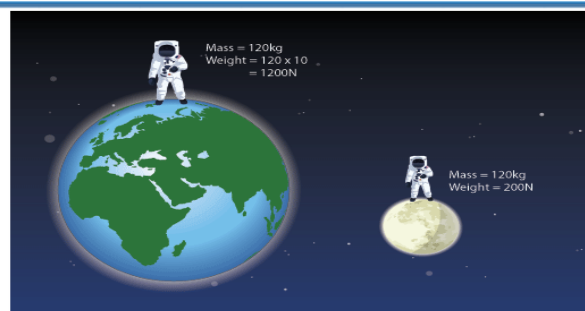 Mass = 120kg
Weight = 120 x 10
= 1200N
Mass = 120kg
Weight = 200N